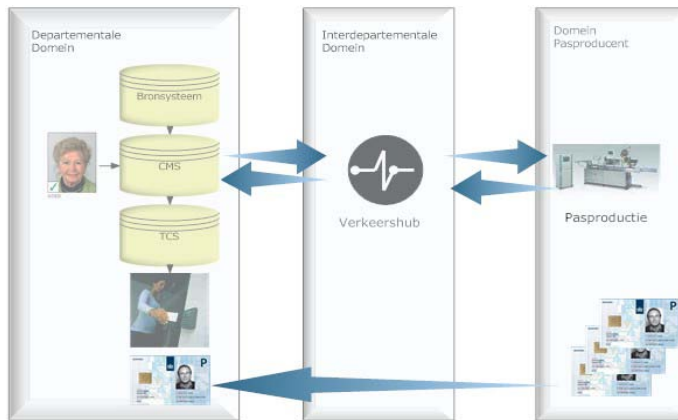 Departementale
Domein
Bronsysteem
CMS
TCS
P
Interdepartementale
Domein
Verkeershub
Domein
Pasproducent
Pasproductie
P